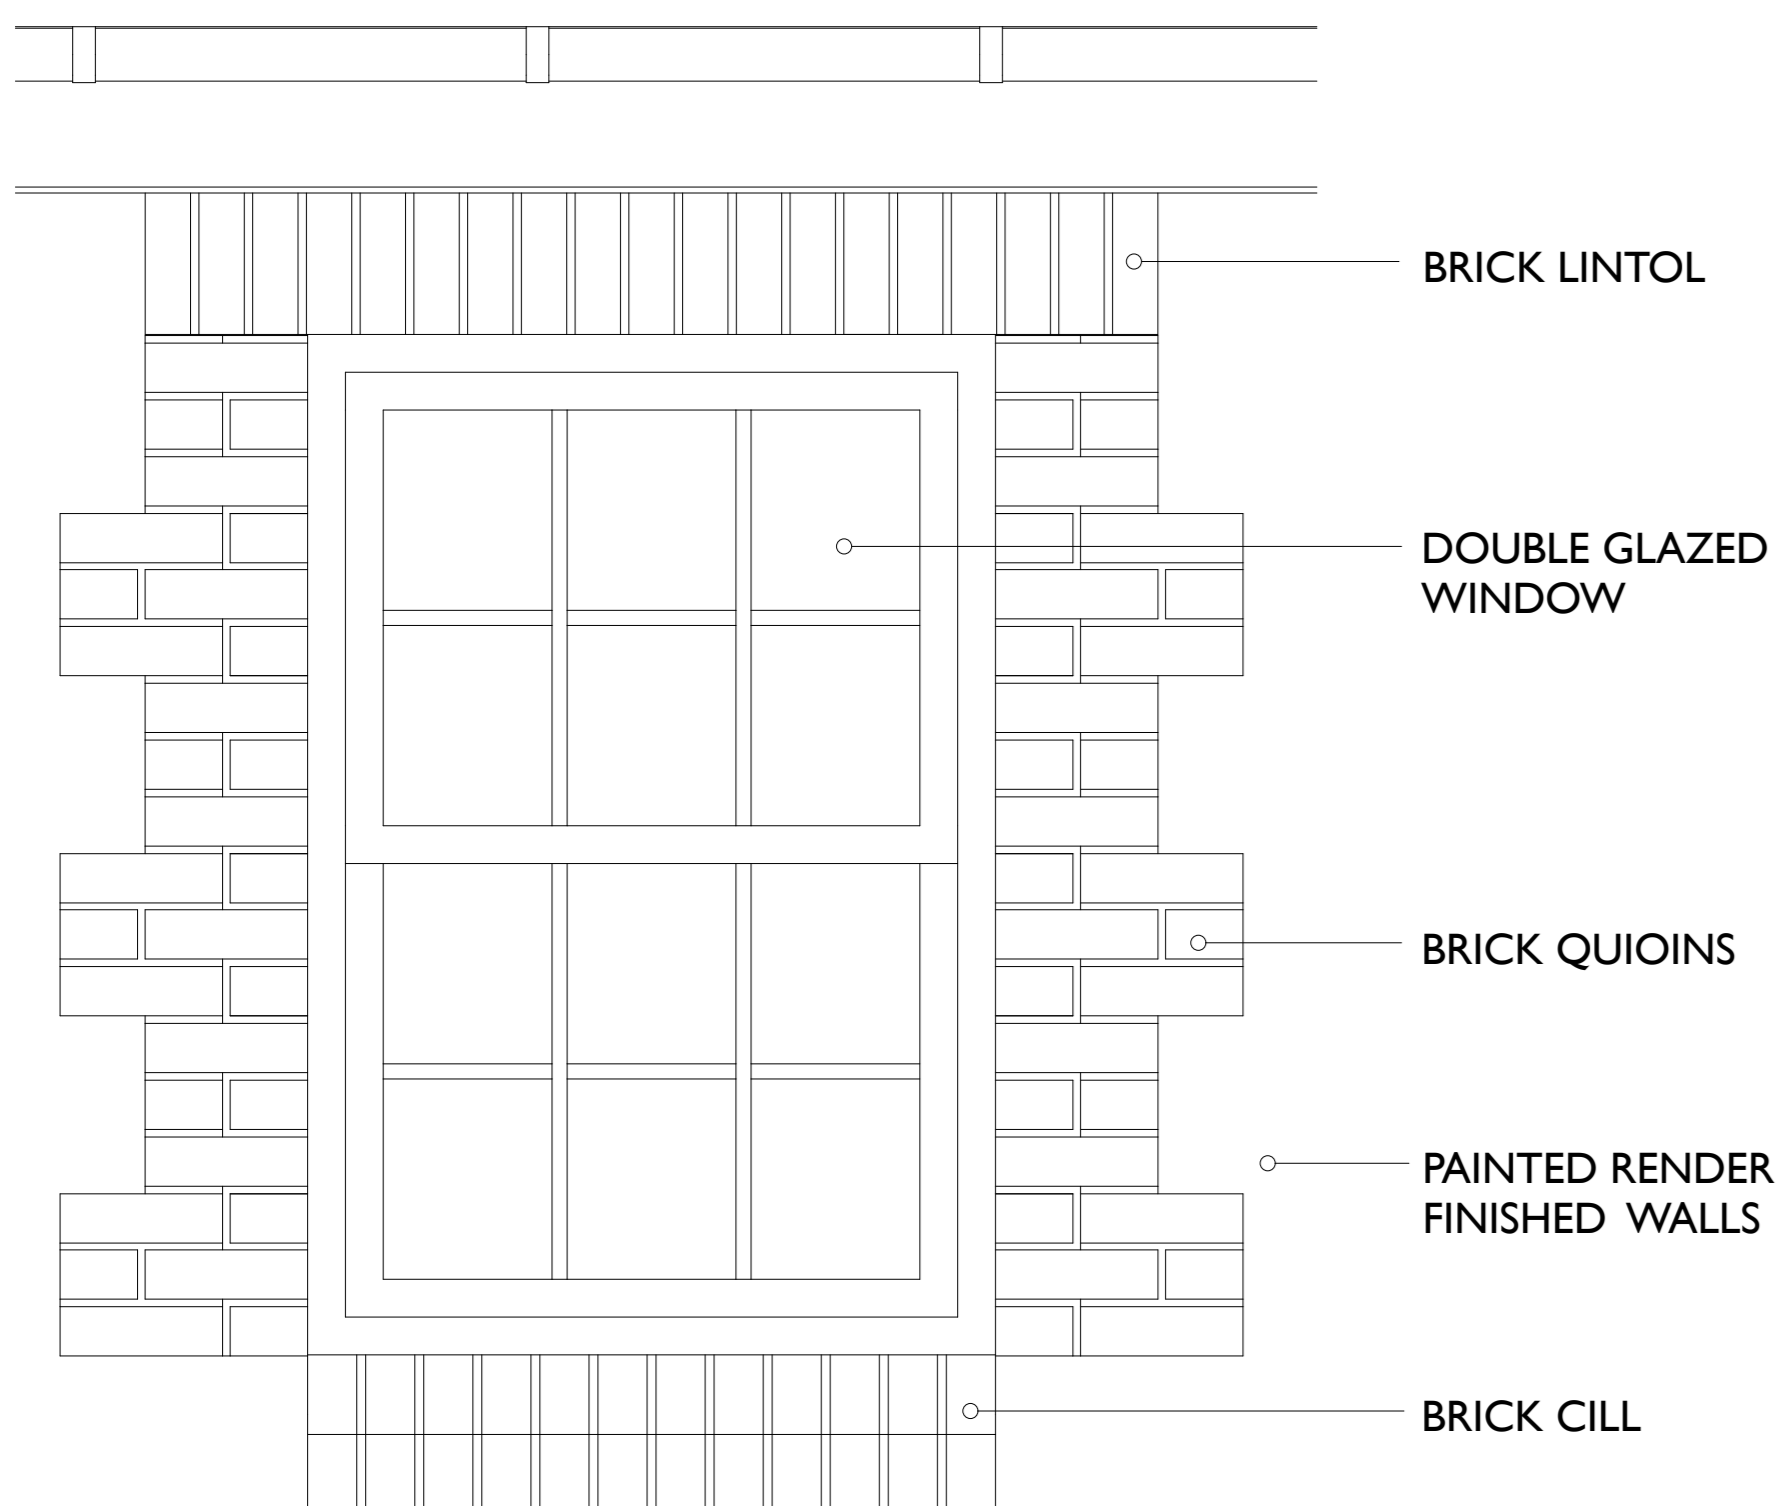 BRICK LINTOL
DOUBLE GLAZED
WINDOW
BRICK QUIOINS
PAINTED RENDER
FINISHED WALLS
BRICK CILL